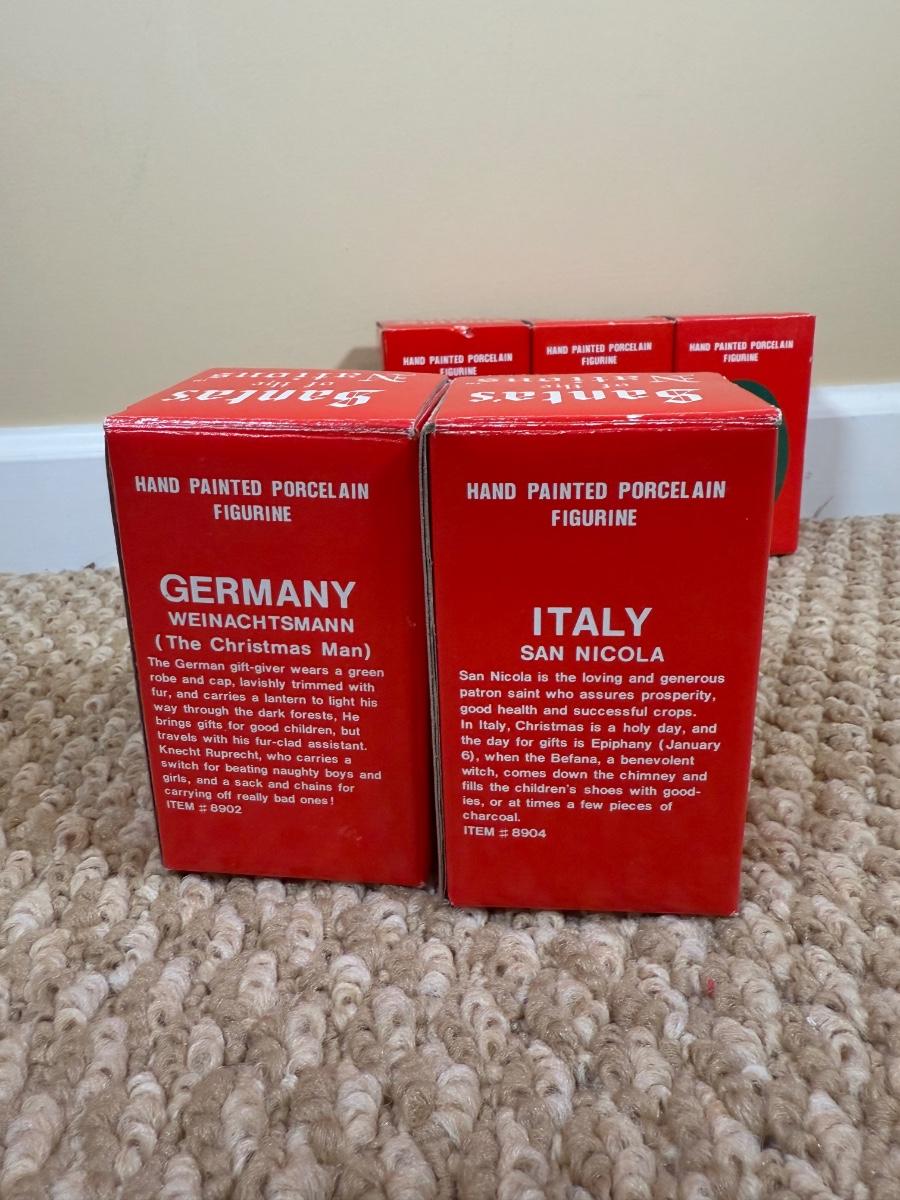 HAND PAINTED PORCELAIN
FIGURINE
HAND PAINTED PORCELAIN
FIGURINE
HAND PAINTED PORCELAIN
FIGURINE
Santa's
of the
Nations
Santa's
of the
Nations
HAND PAINTED PORCELAIN
FIGURINE
GERMANY
WEINACHTSMANN
(The Christmas Man)
The German gift-giver wears a green
robe and cap, lavishly trimmed with
fur, and carries a lantern to light his
way through the dark forests, He
brings gifts for good children, but
travels with his fur-clad assistant.
Knecht Ruprecht, who carries a
switch for beating naughty boys and
girls, and a sack and chains for
carrying off really bad ones!
ITEM # 8902
HAND PAINTED PORCELAIN
FIGURINE
ITALY
SAN NICOLA
San Nicola is the loving and generous
patron saint who assures prosperity,
good health and successful crops.
In Italy, Christmas is a holy day, and
the day for gifts is Epiphany (January
6), when the Befana, a benevolent
witch, comes down the chimney and
fills the children's shoes with good-
ies, or at times a few pieces of
charcoal.
ITEM # 8904